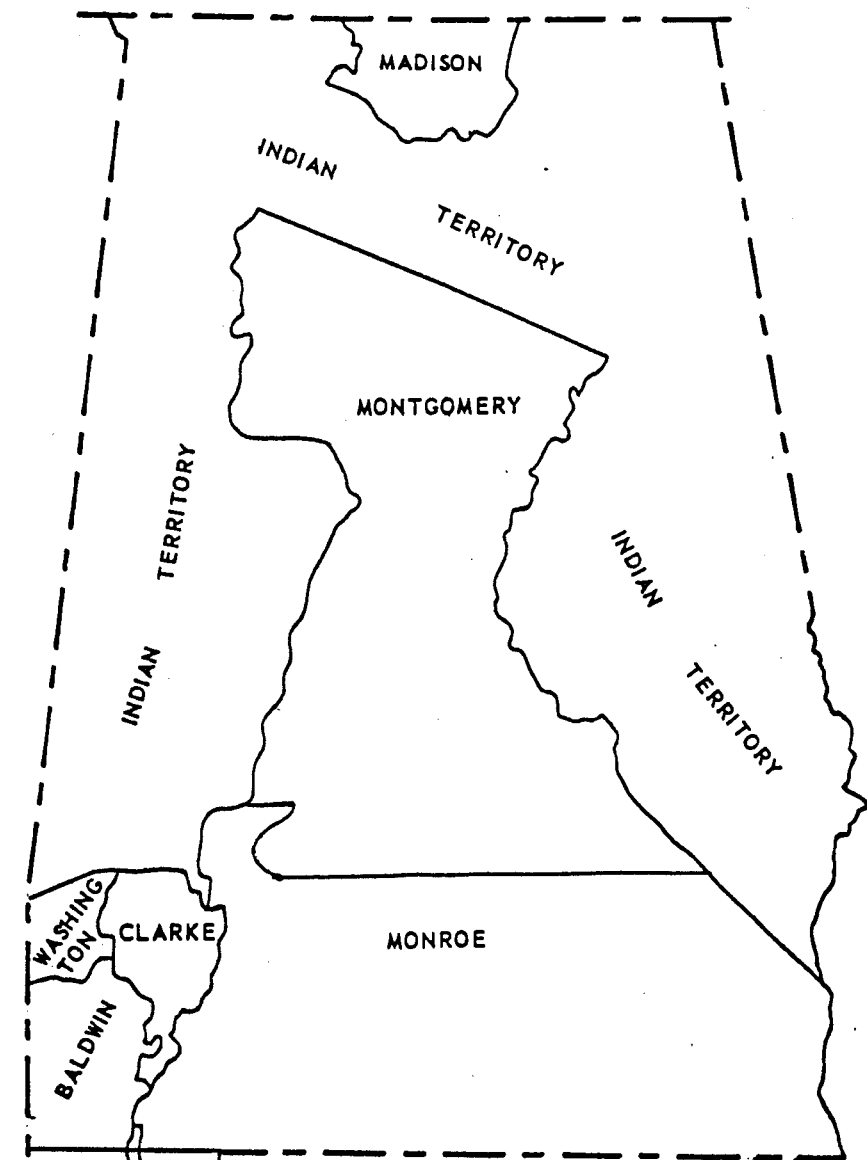 MADISON
INDIAN
TERRITORY
MONTGOMERY
INDIAN
TERRITORY
INDIAN
TERRITORY
WASHING
TON
CLARKE
MONROE
BALDWIN